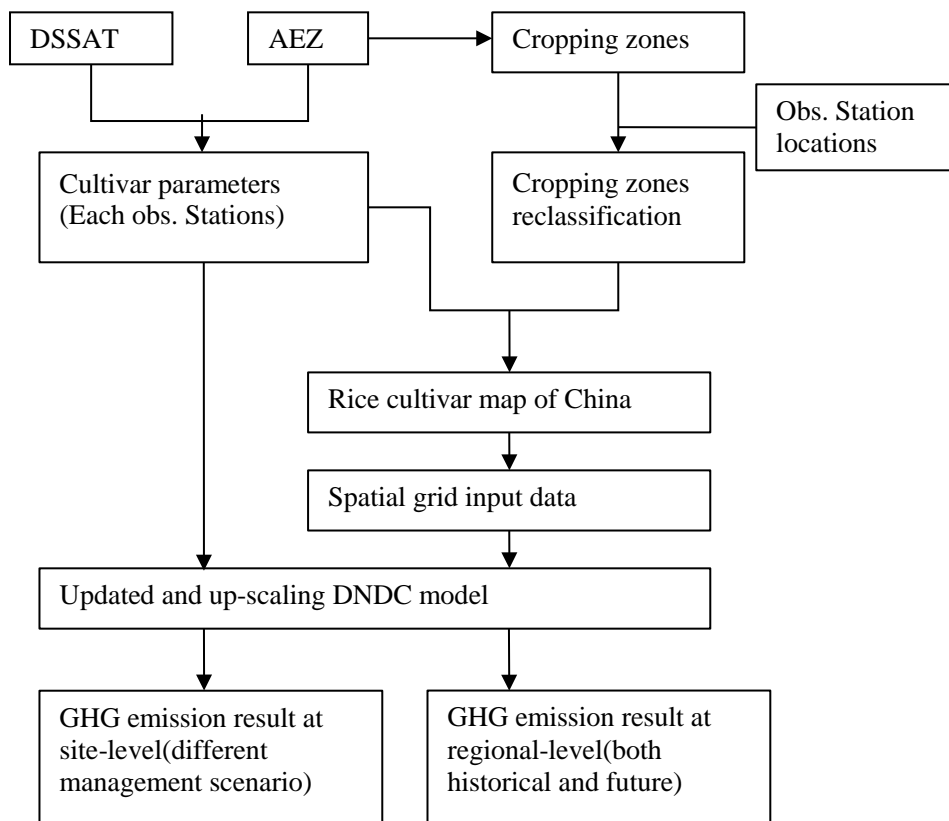 DSSAT
AEZ
Cropping zones
Obs. Station
locations
Cultivar parameters
(Each obs. Stations)
Cropping zones
reclassification
Rice cultivar map of China
Spatial grid input data
Updated and up-scaling DNDC model
GHG emission result at
site-level(different
management scenario)
GHG emission result at
regional-level(both
historical and future)